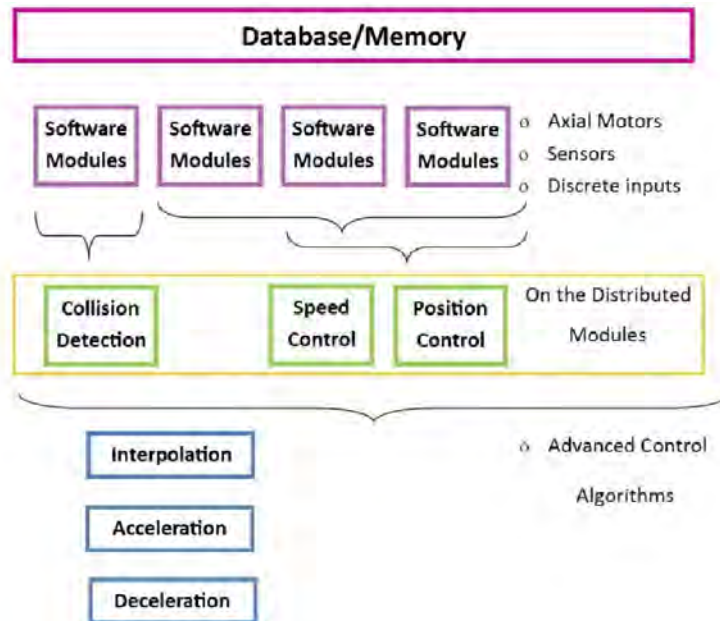 Database/Memory
Software
Modules
Software
Modules
Software
Modules
Software
Modules
o Axial Motors
o Sensors
o Discrete inputs
Collision
Detection
Speed
Control
Position
Control
On the Distributed
Modules
Interpolation
o Advanced Control
Algorithms
Acceleration
Deceleration